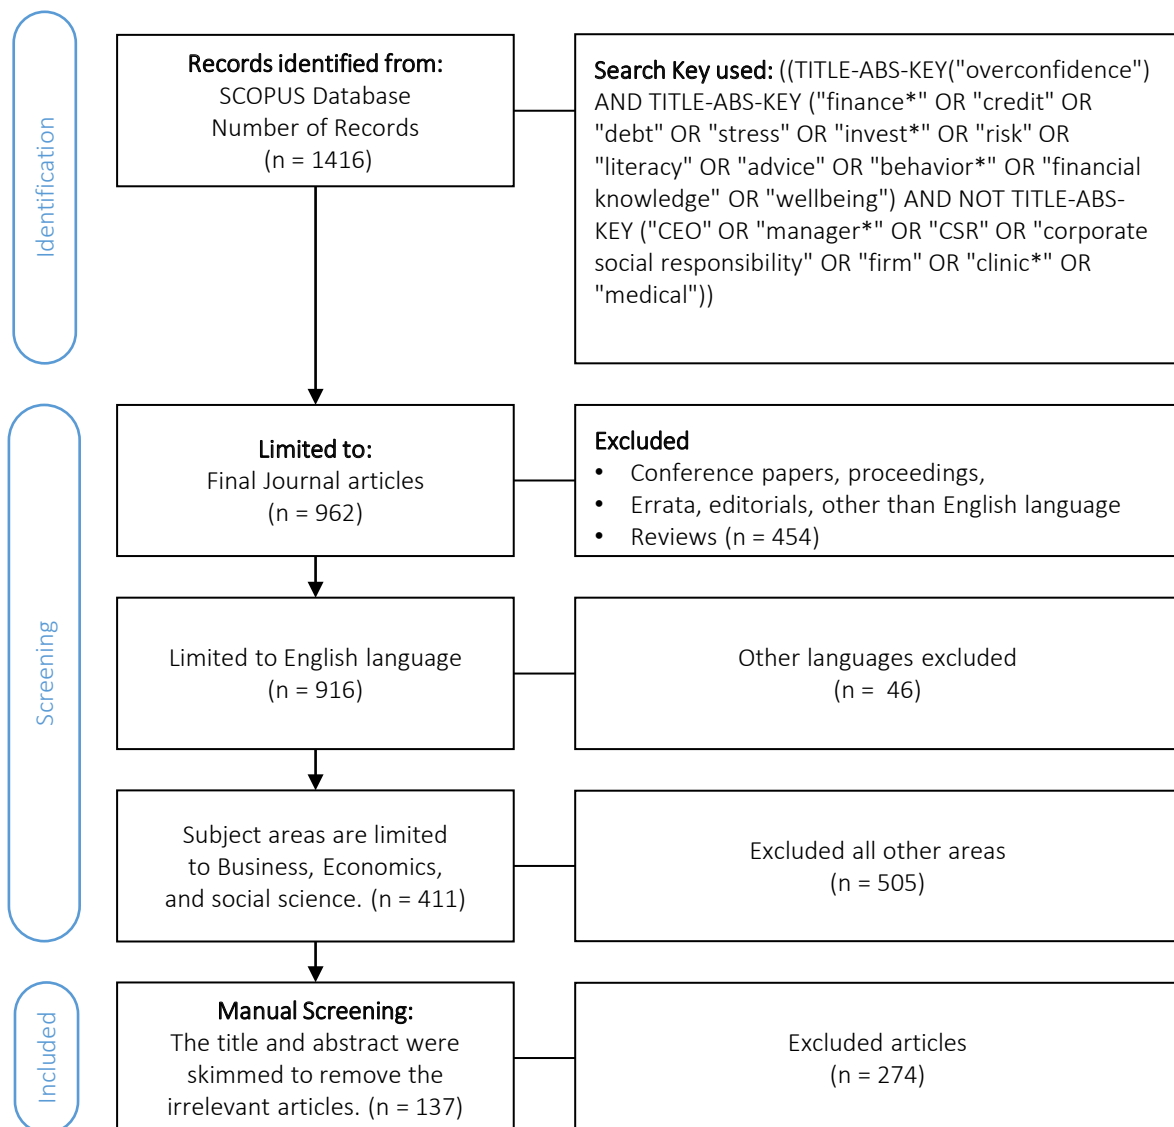 Identification
Records identified from:
SCOPUS Database
Number of Records
(n = 1416)
Search Key used: ((TITLE-ABS-KEY("overconfidence")
AND TITLE-ABS-KEY ("finance*" OR "credit" OR
"debt" OR "stress" OR "invest*" OR "risk" OR
"literacy" OR "advice" OR "behavior*" OR "financial
knowledge" OR "wellbeing") AND NOT TITLE-ABS-
KEY ("CEO" OR "manager*" OR "CSR" OR "corporate
social responsibility" OR "firm" OR "clinic*" OR
"medical"))
Screening
Limited to:
Final Journal articles
(n = 962)
Excluded
• Conference papers, proceedings,
• Errata, editorials, other than English language
• Reviews (n = 454)
Limited to English language
(n = 916)
Other languages excluded
(n =  46)
Subject areas are limited
to Business, Economics,
and social science. (n = 411)
Excluded all other areas
(n = 505)
Included
Manual Screening:
The title and abstract were
skimmed to remove the
irrelevant articles. (n = 137)
Excluded articles
(n = 274)